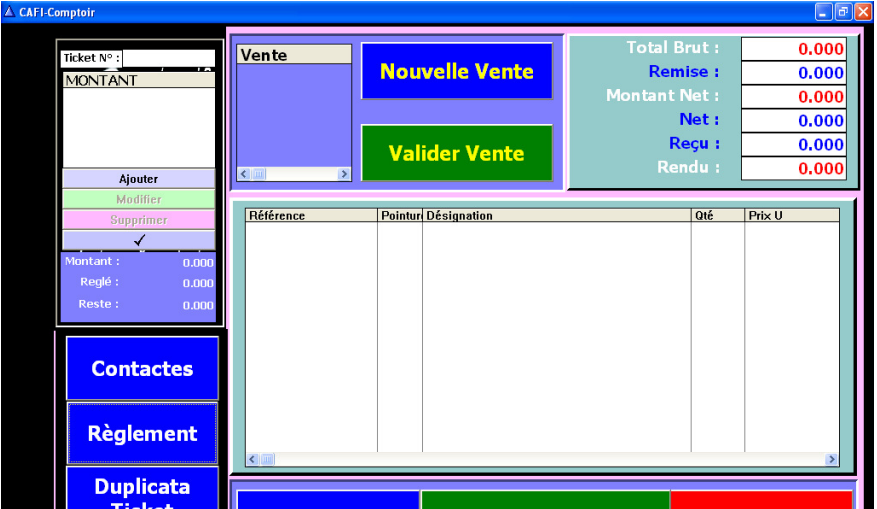 CAFI-Comptoir
Ticket N° :
MONTANT
Ajouter
Modifier
Supprimer
✓
Montant : 0.000
Reglé : 0.000
Reste : 0.000
Contactes
Règlement
Duplicata
Ticket
Vente
Nouvelle Vente
Valider Vente
Total Brut : 0.000
Remise : 0.000
Montant Net : 0.000
Net : 0.000
Reçu : 0.000
Rendu : 0.000
Référence Pointur Désignation Qté Prix U